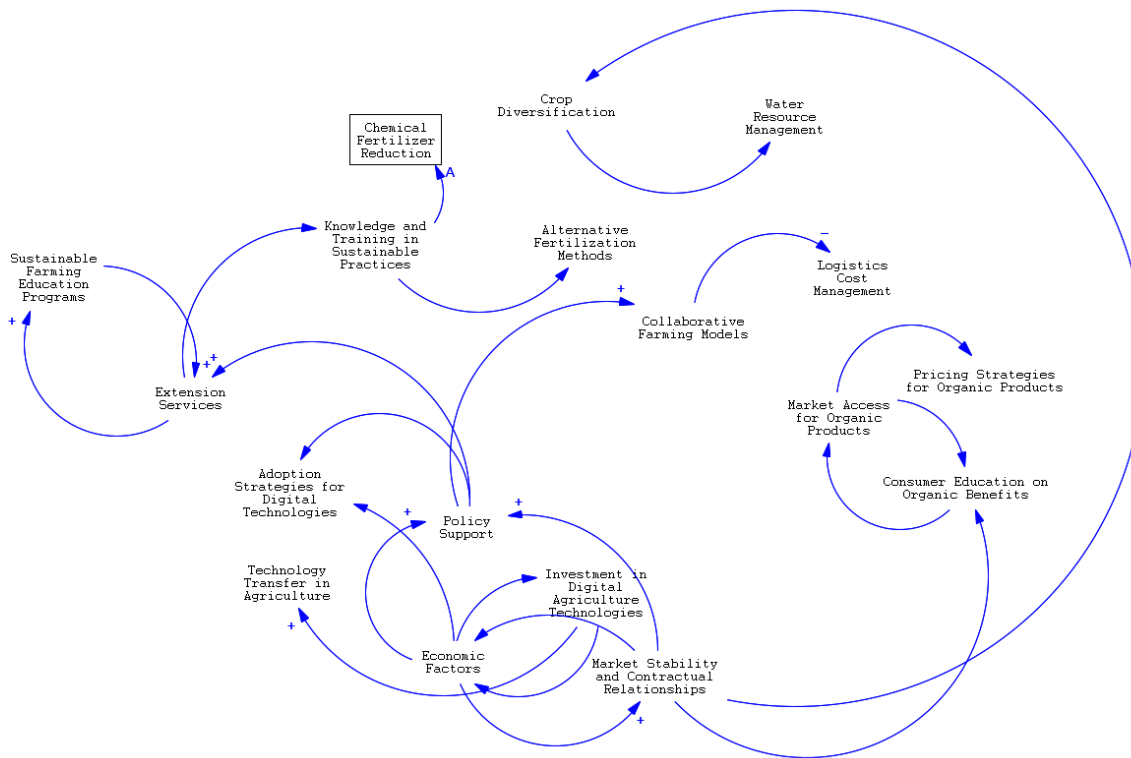 Crop
Diversification
Water
Resource
Management
Chemical
Fertilizer
Reduction
A
Knowledge and
Training in
Sustainable
Practices
Alternative
Fertilization
Methods
Sustainable
Farming
Education
Programs
+
–
Logistics
Cost
Management
+
Collaborative
Farming Models
++
Extension
Services
Pricing Strategies
for Organic Products
Market Access
for Organic
Products
Adoption
Strategies for
Digital
Technologies
Consumer Education on
Organic Benefits
+
Policy
Support
+
Technology
Transfer in
Agriculture
+
Investment in
Digital
Agriculture
Technologies
Economic
Factors
Market Stability
and Contractual
Relationships
+